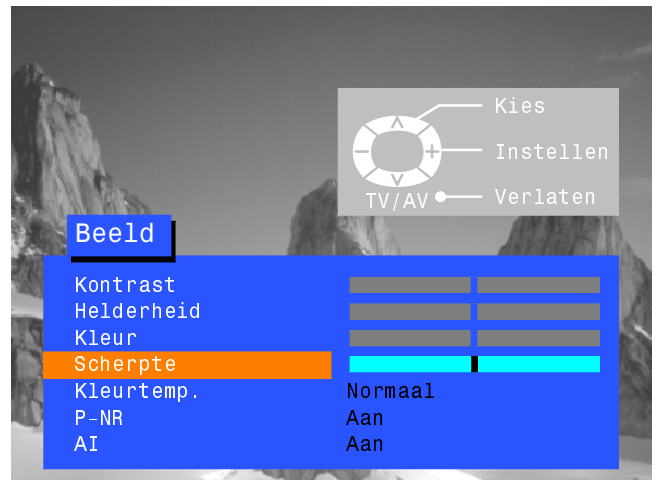 Kies
Instellen
TV/AV Verlaten
Beeld
Kontrast
Helderheid
Kleur
Scherpte
Kleurtemp. Normaal
P-NR Aan
AI Aan